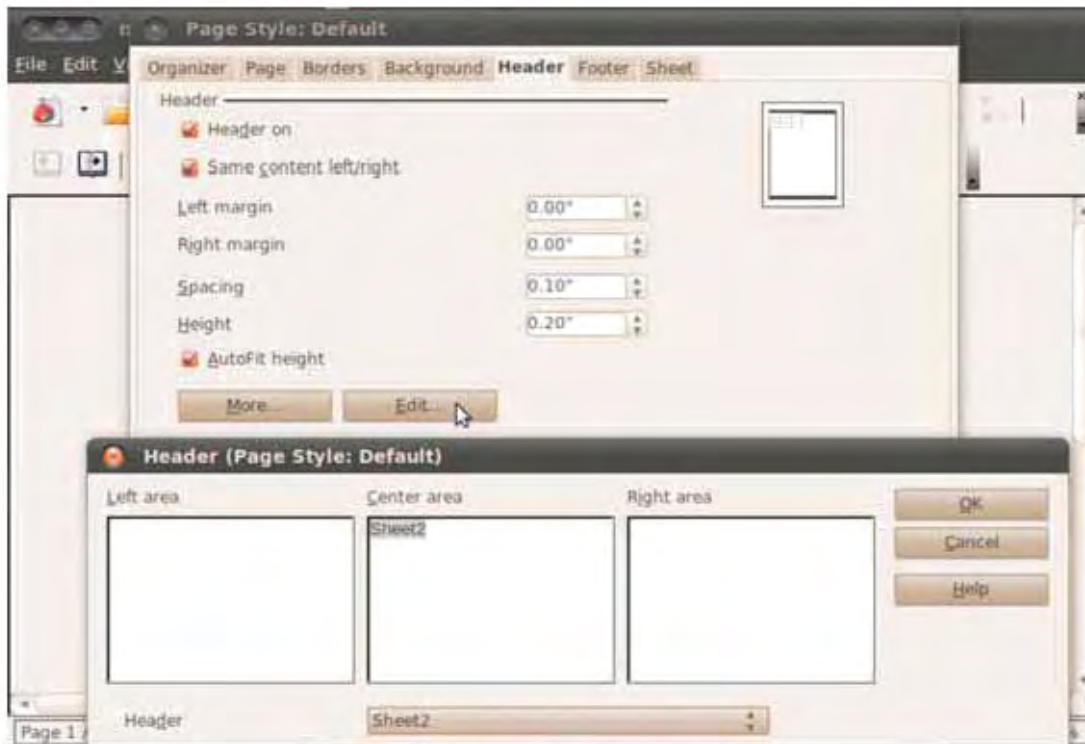 Page Style: Default
File Edit V
Organizer Page Borders Background Header Footer Sheet
Header
Header on
Same content left/right
Left margin 0.00"
Right margin 0.00"
Spacing 0.10"
Height 0.20"
AutoFit height
More... Edit...
Header (Page Style: Default)
Left area Center area Right area
Sheet2
OK
Cancel
Help
Header Sheet2
Page 1